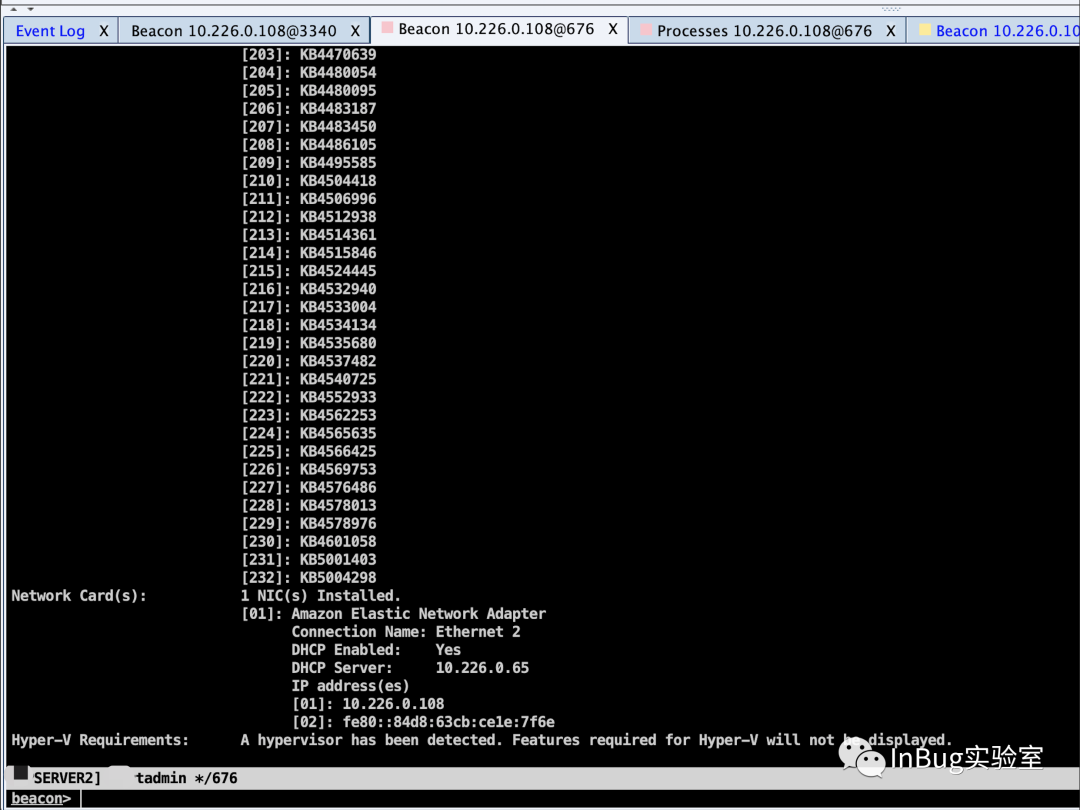 Event Log X Beacon 10.226.0.108@3340 X Beacon 10.226.0.108@676 X Processes 10.226.0.108@676 X Beacon 10.226.0.10
[203]: KB4470639
[204]: KB4480054
[205]: KB4480095
[206]: KB4483187
[207]: KB4483450
[208]: KB4486105
[209]: KB4495585
[210]: KB4504418
[211]: KB4506996
[212]: KB4512938
[213]: KB4514361
[214]: KB4515846
[215]: KB4524445
[216]: KB4532940
[217]: KB4533004
[218]: KB4534134
[219]: KB4535680
[220]: KB4537482
[221]: KB4540725
[222]: KB4552933
[223]: KB4562253
[224]: KB4565635
[225]: KB4566425
[226]: KB4569753
[227]: KB4576486
[228]: KB4578013
[229]: KB4578976
[230]: KB4601058
[231]: KB5001403
[232]: KB5004298
Network Card(s): 1 NIC(s) Installed.
[01]: Amazon Elastic Network Adapter
Connection Name: Ethernet 2
DHCP Enabled: Yes
DHCP Server: 10.226.0.65
IP address(es)
[01]: 10.226.0.108
[02]: fe80::84d8:63cb:ce1e:7f6e
Hyper-V Requirements: A hypervisor has been detected. Features required for Hyper-V will not be displayed.
InBug实验室
SERVER2] tadmin */676
beacon>